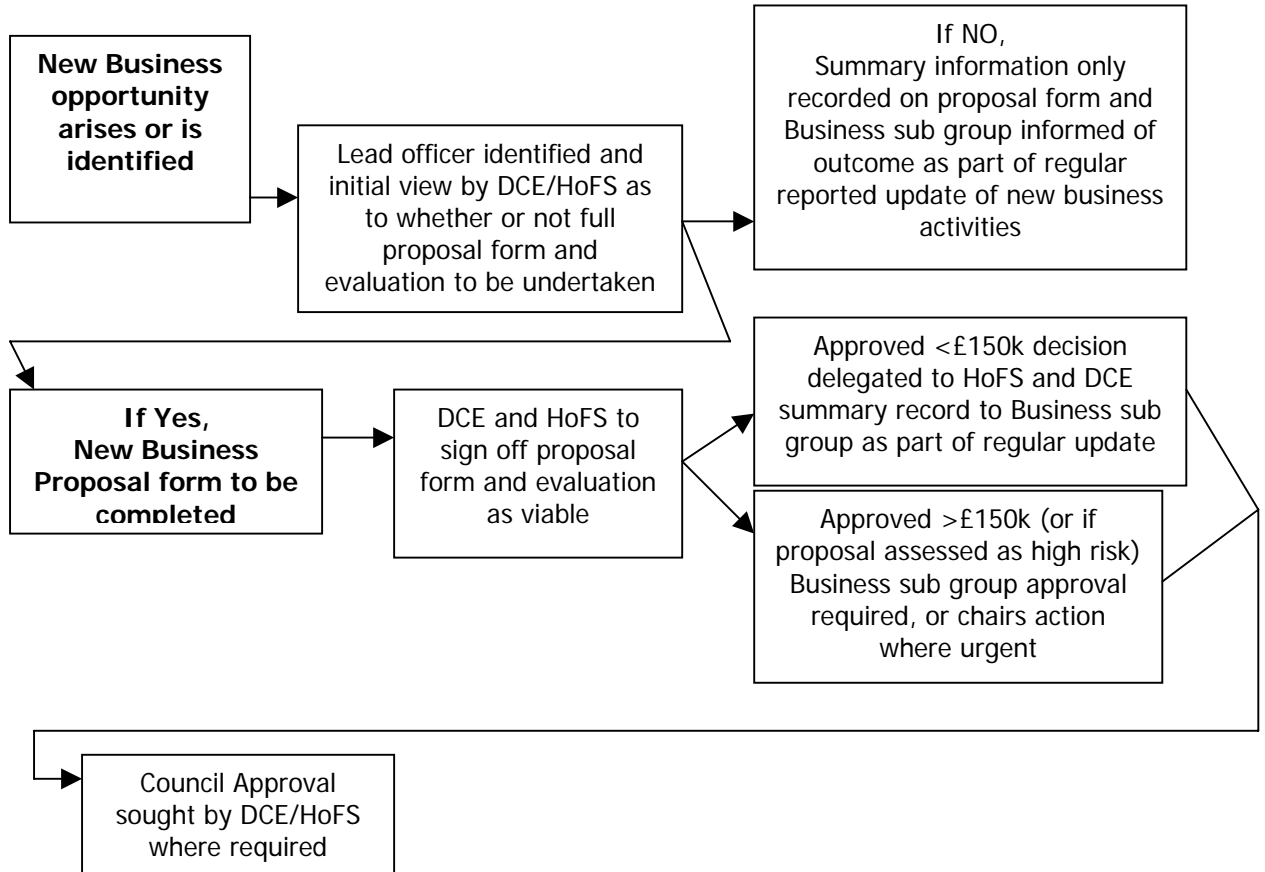 New Business
opportunity
arises or is
identified
Lead officer identified and
initial view by DCE/HoFS as
to whether or not full
proposal form and
evaluation to be undertaken
If NO,
Summary information only
recorded on proposal form and
Business sub group informed of
outcome as part of regular
reported update of new business
activities
If Yes,
New Business
Proposal form to be
completed
DCE and HoFS to
sign off proposal
form and evaluation
as viable
Approved <£150k decision
delegated to HoFS and DCE
summary record to Business sub
group as part of regular update
Approved >£150k (or if
proposal assessed as high risk)
Business sub group approval
required, or chairs action
where urgent
Council Approval
sought by DCE/HoFS
where required